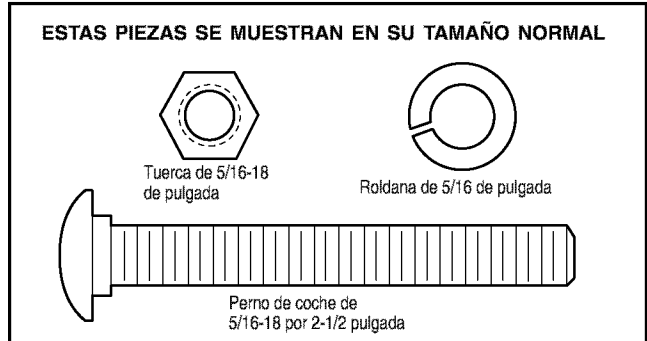 ESTAS PIEZAS SE MUESTRAN EN SU TAMAÑO NORMAL
Tuerca de 5/16-18
de pulgada
Roldana de 5/16 de pulgada
Perno de coche de
5/16-18 por 2-1/2 pulgada